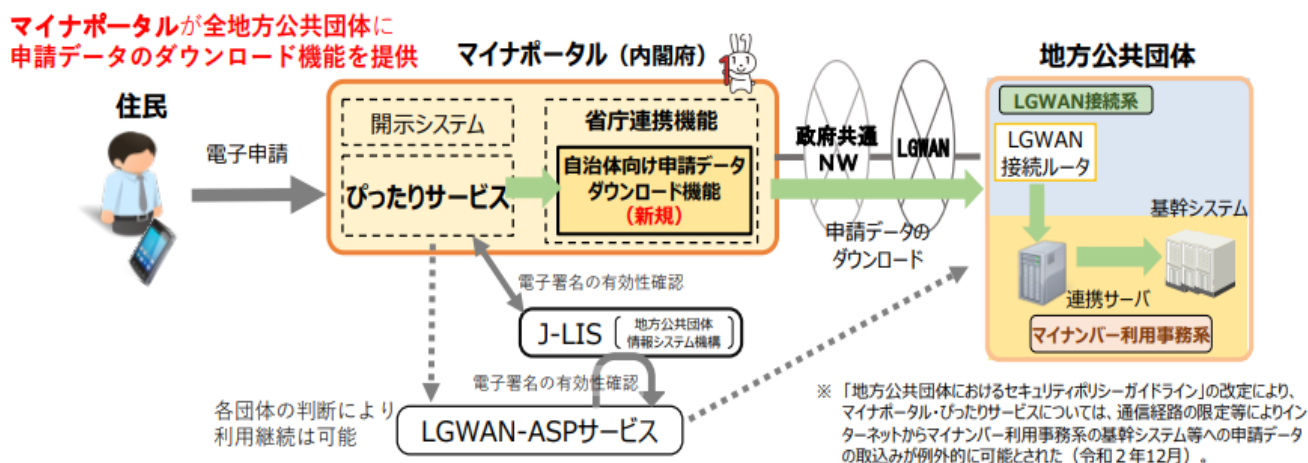 マイナポータルが全地方公共団体に
申請データのダウンロード機能を提供
マイナポータル（内閣府）
1
地方公共団体
住民
電子申請
開示システム
ぴったりサービス
省庁連携機能
自治体向け申請データ
ダウンロード機能
（新規）
政府共通
NW
LGWAN
申請データの
ダウンロード
LGWAN接続系
LGWAN
接続ルータ
基幹システム
連携サーバ
マイナンバー利用事務系
電子署名の有効性確認
J-LIS
地方公共団体
情報システム機構
電子署名の有効性確認
各団体の判断により
利用継続は可能
LGWAN-ASPサービス
※ 「地方公共団体におけるセキュリティポリシーガイドライン」の改定により、
マイナポータル・ぴったりサービスについては、通信経路の限定等によりイン
ターネットからマイナンバー利用事務系の基幹システム等への申請データ
の取込みが例外的に可能とされた（令和２年12月）。